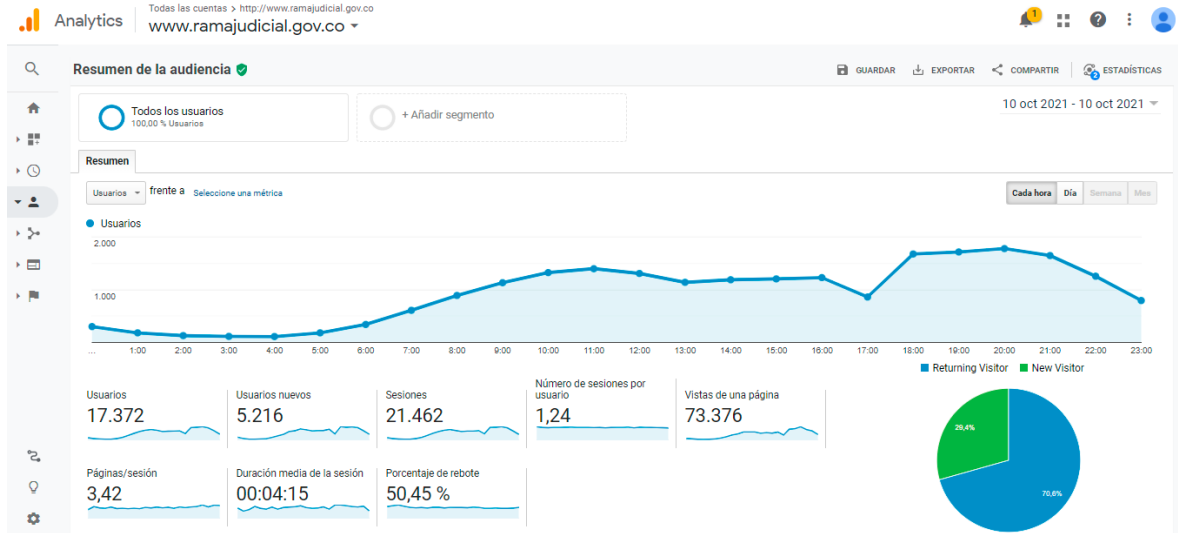 Analytics
Todas las cuentas > http://www.ramajudicial.gov.co
www.ramajudicial.gov.co
1
Resumen de la audiencia
GUARDAR
EXPORTAR
COMPARTIR
2
ESTADÍSTICAS
Todos los usuarios
100,00 % Usuarios
+ Añadir segmento
10 oct 2021 - 10 oct 2021
Resumen
Usuarios frente a Seleccione una métrica
Cada hora Día Semana Mes
Usuarios
2.000
1.000
... 1:00 2:00 3:00 4:00 5:00 6:00 7:00 8:00 9:00 10:00 11:00 12:00 13:00 14:00 15:00 16:00 17:00 18:00 19:00 20:00 21:00 22:00 23:00
Returning Visitor New Visitor
Usuarios
17.372
Usuarios nuevos
5.216
Sesiones
21.462
Número de sesiones por
usuario
1,24
Vistas de una página
73.376
Páginas/sesión
3,42
Duración media de la sesión
00:04:15
Porcentaje de rebote
50,45 %
29,4%
70,6%